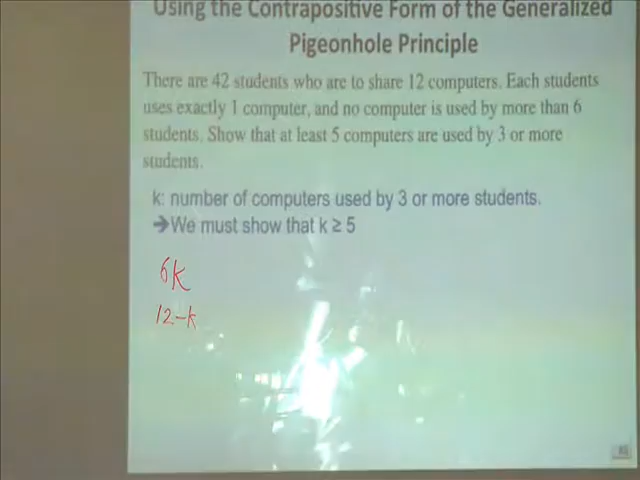 Using the Contrapositive Form of the Generalized
Pigeonhole Principle
There are 42 students who are to share 12 computers. Each students
uses exactly 1 computer, and no computer is used by more than 6
students. Show that at least 5 computers are used by 3 or more
students.
k: number of computers used by 3 or more students.
➔We must show that k ≥ 5
6k
12-k